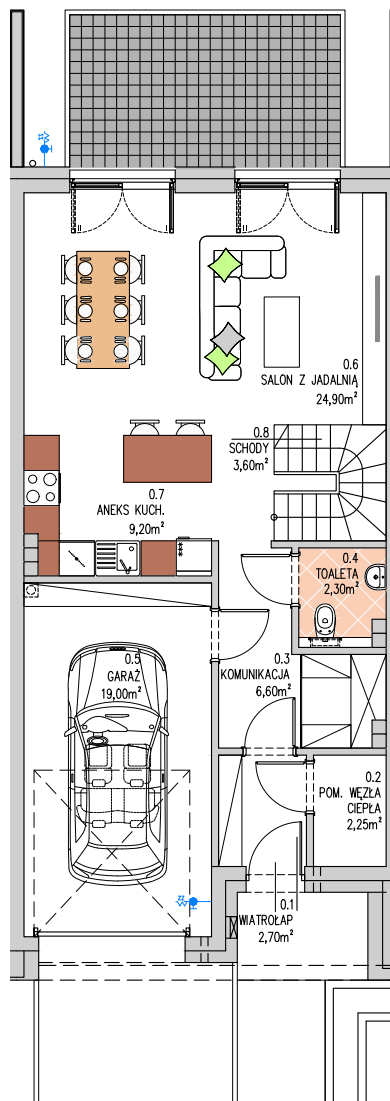 0.6
SALON Z JADALNIĄ
24,90m²
0.8
SCHODY
3,60m²
0.7
ANEKS KUCH.
9,20m²
0.4
TOALETA
2,30m²
0.5
GARAŻ
19,00m²
0.3
KOMUNIKACJA
6,60m²
0.2
POM. WĘZŁA
CIEPŁA
2,25m²
0.1
WIATROŁAP
2,70m²